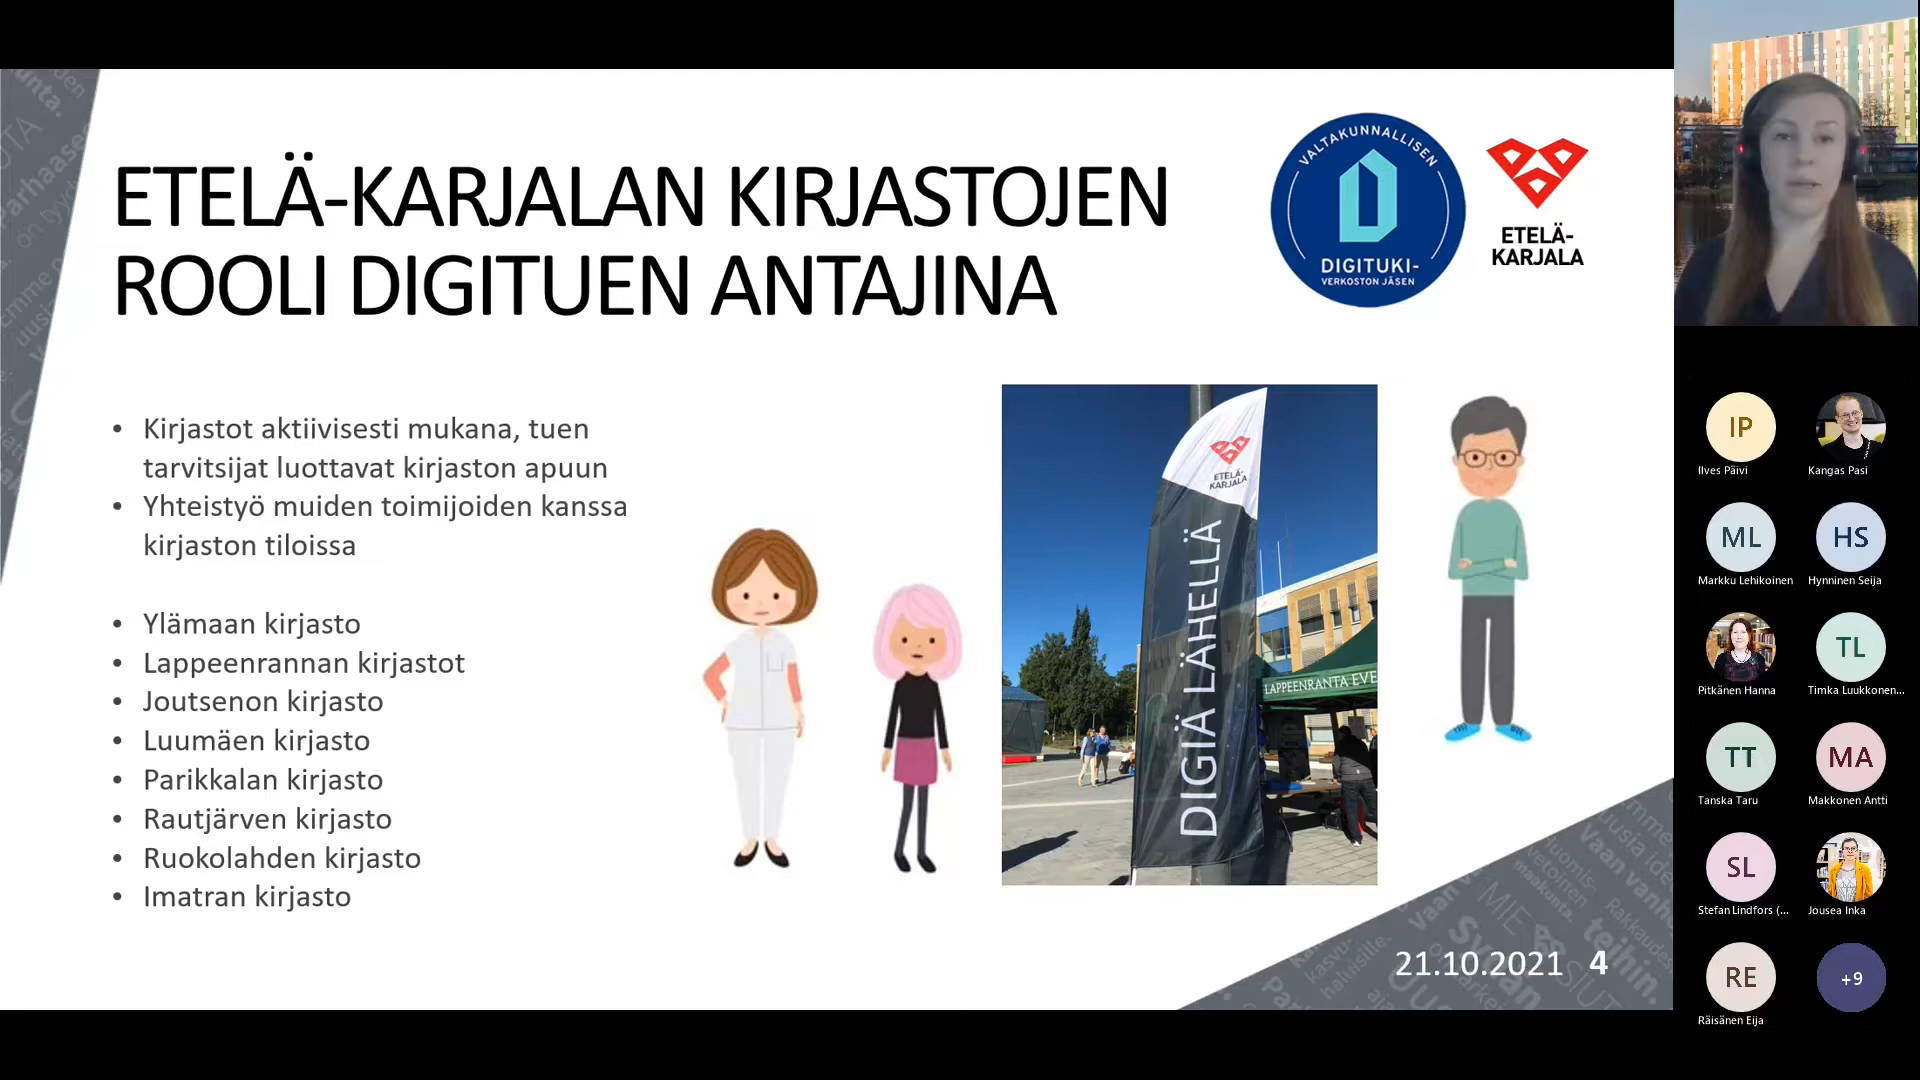 ETELÄ-KARJALAN KIRJASTOJEN
ROOLI DIGITUEN ANTAJINA
VALTAKUNNALLISEN
DIGITUKI-
VERKOSTON JÄSEN
ETELÄ-
KARJALA
• Kirjastot aktiivisesti mukana, tuen
tarvitsijat luottavat kirjaston apuun
• Yhteistyö muiden toimijoiden kanssa
kirjaston tiloissa
• Ylämaan kirjasto
• Lappeenrannan kirjastot
• Joutsenon kirjasto
• Luumäen kirjasto
• Parikkalan kirjasto
• Rautjärven kirjasto
• Ruokolahden kirjasto
• Imatran kirjasto
ETELÄ-
KARJALA
DIGIÄ LÄHELLÄ
LAPPEENRANTA EVE
21.10.2021 4
IP
Ilves Päivi
Kangas Pasi
ML
Markku Lehikoinen
HS
Hynninen Seija
Pitkänen Hanna
TL
Timka Luukkonen...
TT
Tanska Taru
MA
Makkonen Antti
SL
Stefan Lindfors (...
Jousea Inka
RE
Räisänen Eija
+9